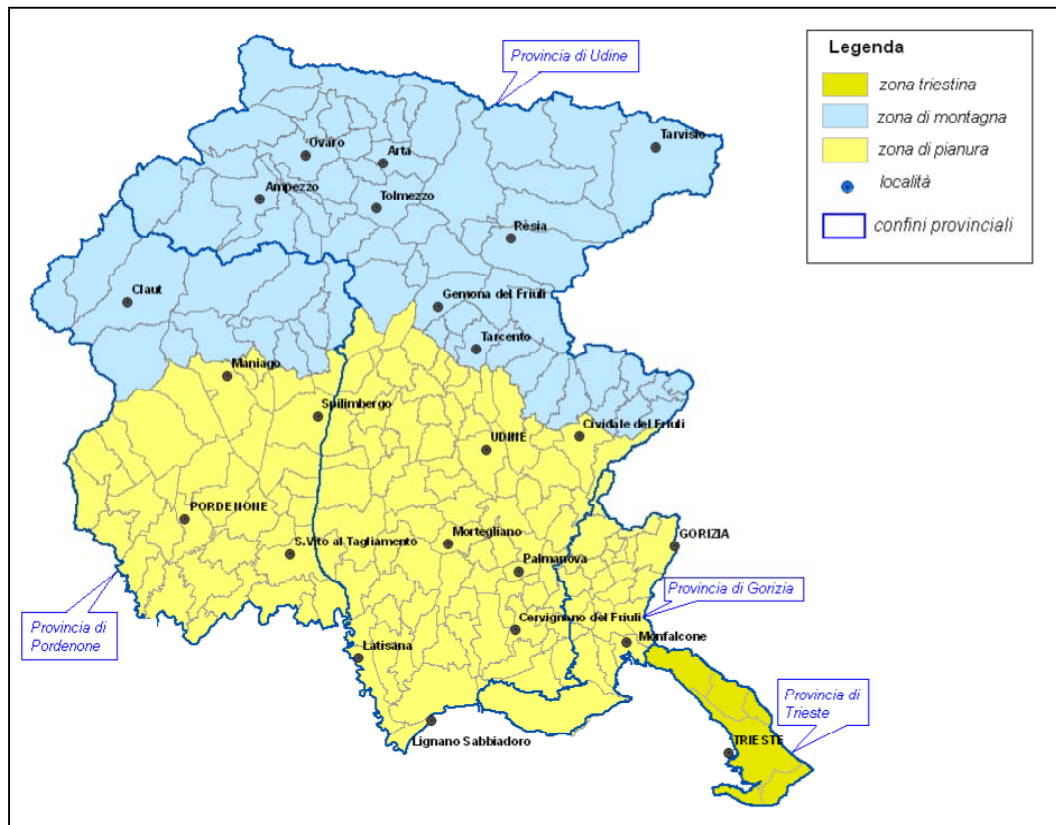 Provincia di Udine
Legenda
zona triestina
zona di montagna
zona di pianura
località
confini provinciali
Tarvisio
Ovaro
Arta
Ampezzo
Tolmezzo
Rèsia
Claut
Gemona del Friuli
Tarcento
Maniago
Spilimbergo
Cividale del Friuli
UDINE
PORDENONE
S.Vito al Tagliamento
Mortegliano
GORIZIA
Palmanova
Provincia di Gorizia
Provincia di
Pordenone
Cervignano del Friuli
Monfalcone
Latisana
Provincia di
Trieste
Lignano Sabbiadoro
TRIESTE